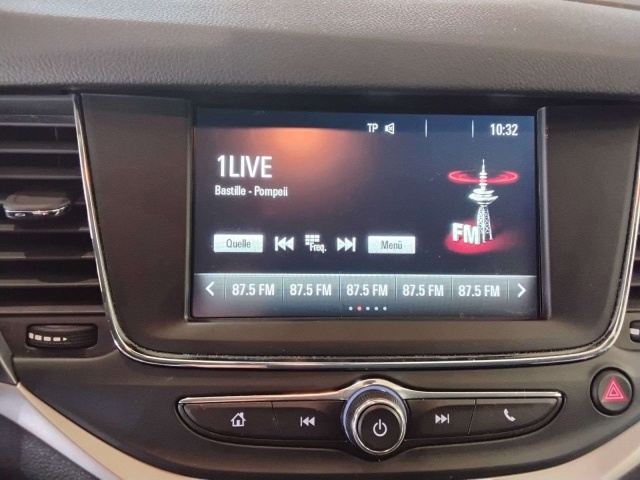 TP 10:32
1LIVE
Bastille - Pompeii
FM
Quelle Freq. Menü
87.5 FM 87.5 FM 87.5 FM 87.5 FM 87.5 FM